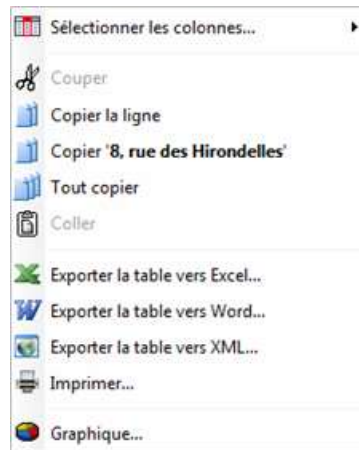 Sélectionner les colonnes...
Couper
Copier la ligne
Copier '8, rue des Hirondelles'
Tout copier
Coller
Exporter la table vers Excel...
Exporter la table vers Word...
Exporter la table vers XML...
Imprimer...
Graphique...